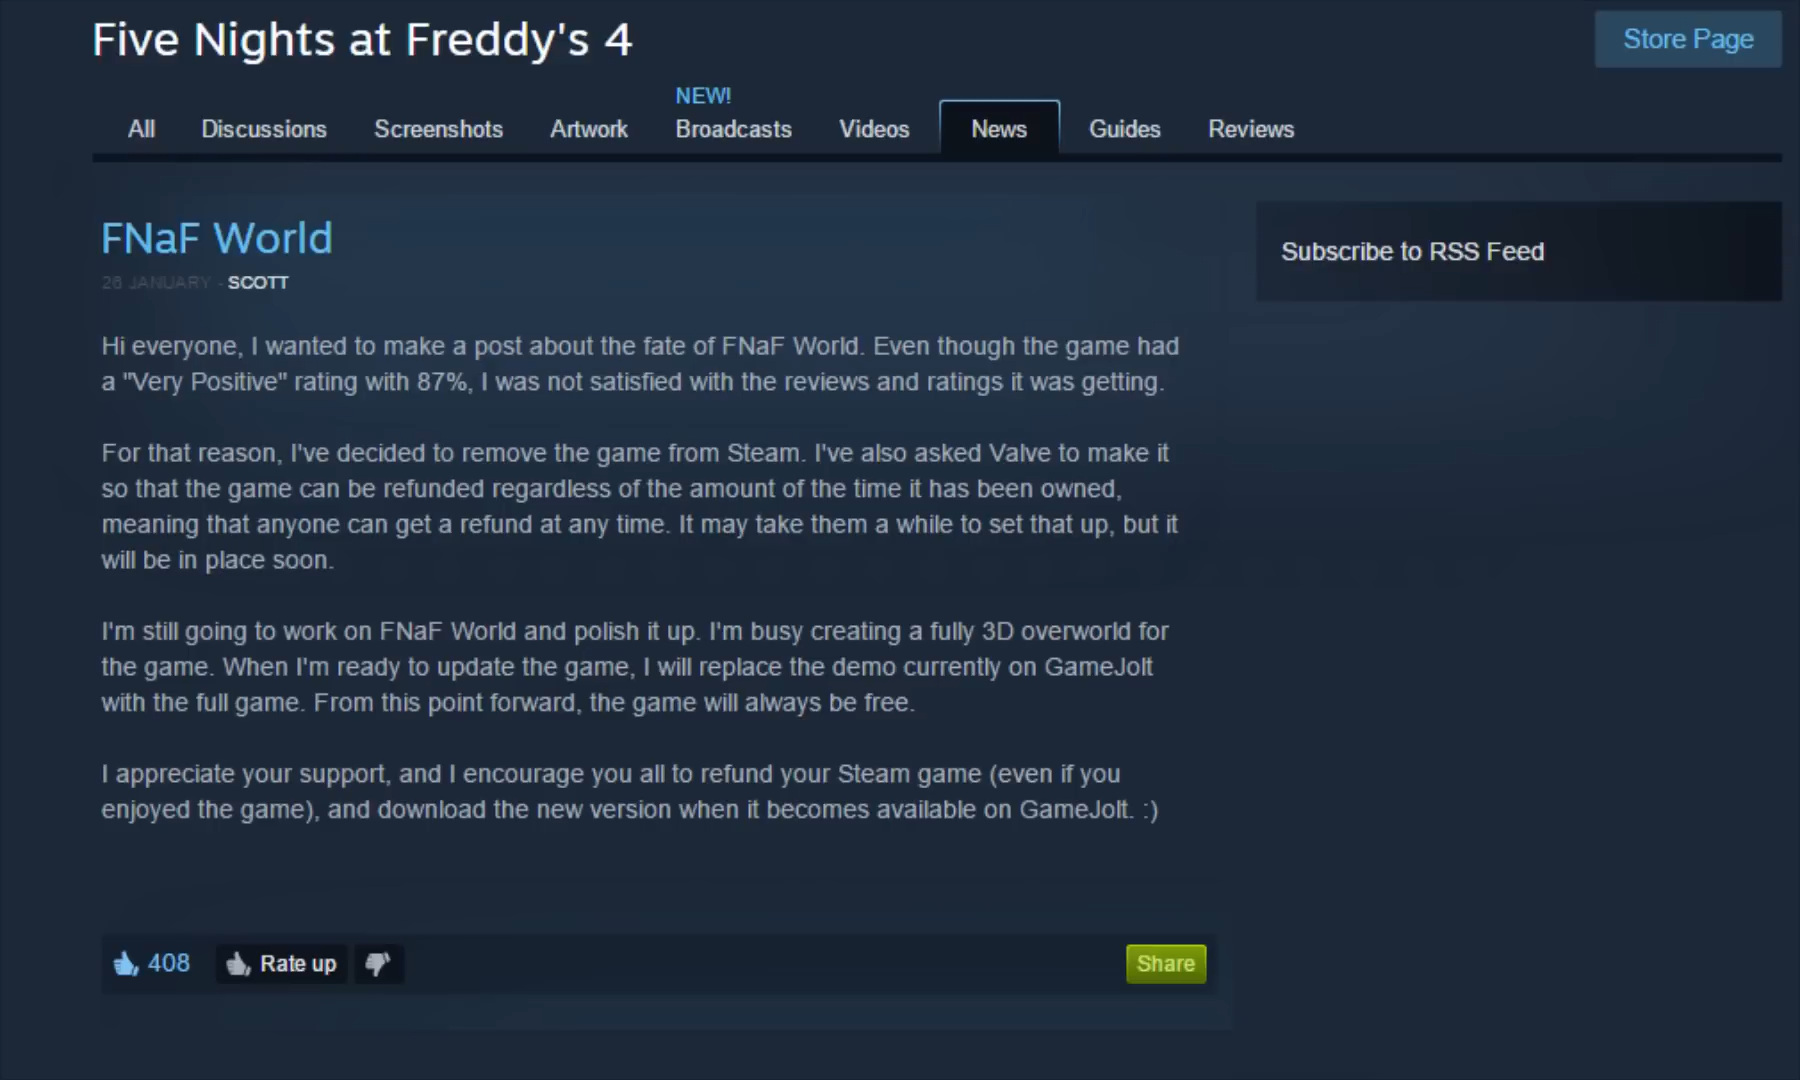 Five Nights at Freddy's 4
Store Page
NEW!
All Discussions Screenshots Artwork Broadcasts Videos News Guides Reviews
FNaF World
26 JANUARY - SCOTT
Subscribe to RSS Feed
Hi everyone, I wanted to make a post about the fate of FNaF World. Even though the game had
a "Very Positive" rating with 87%, I was not satisfied with the reviews and ratings it was getting.
For that reason, I've decided to remove the game from Steam. I've also asked Valve to make it
so that the game can be refunded regardless of the amount of the time it has been owned,
meaning that anyone can get a refund at any time. It may take them a while to set that up, but it
will be in place soon.
I'm still going to work on FNaF World and polish it up. I'm busy creating a fully 3D overworld for
the game. When I'm ready to update the game, I will replace the demo currently on GameJolt
with the full game. From this point forward, the game will always be free.
I appreciate your support, and I encourage you all to refund your Steam game (even if you
enjoyed the game), and download the new version when it becomes available on GameJolt. :)
408 Rate up Share